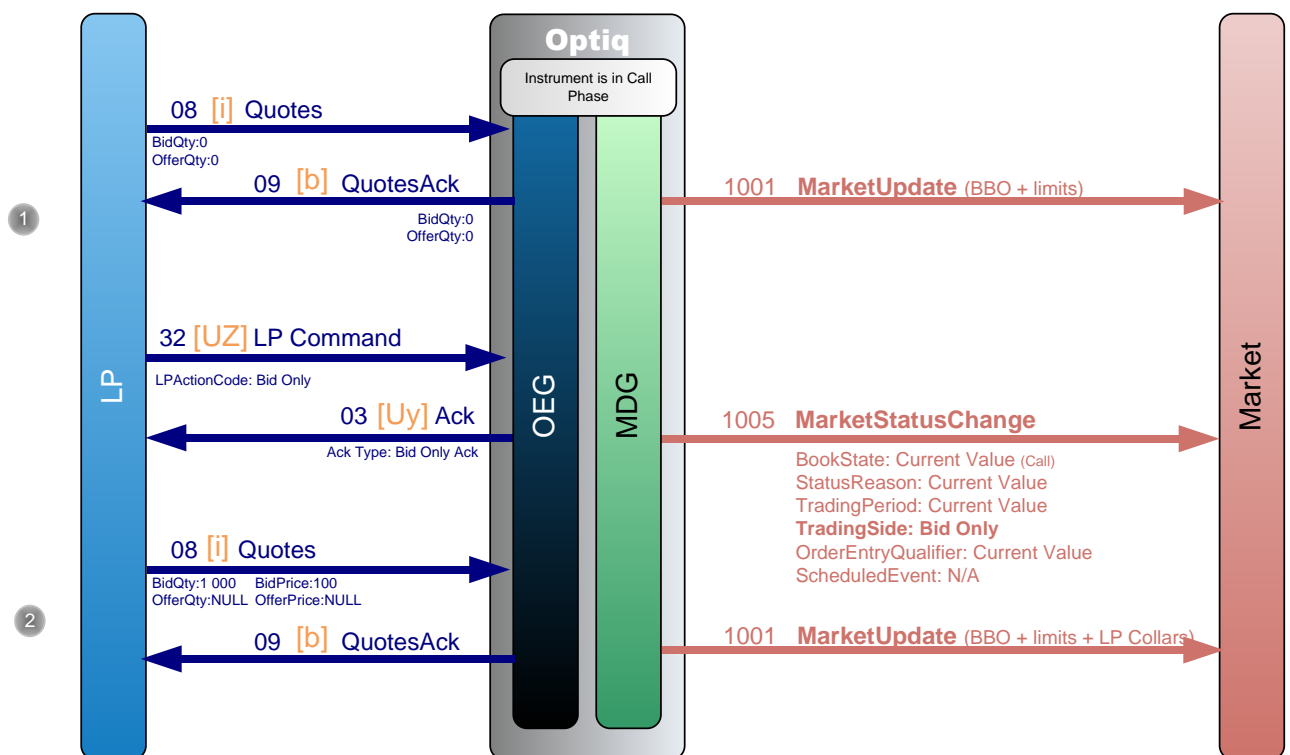 Optiq
Instrument is in Call
Phase
08 [i] Quotes
BidQty:0
OfferQty:0
09 [b] QuotesAck
1001 MarketUpdate (BBO + limits)
BidQty:0
OfferQty:0
1
32 [UZ] LP Command
LPActionCode: Bid Only
LP
OEG
MDG
Market
03 [Uy] Ack
Ack Type: Bid Only Ack
1005 MarketStatusChange
BookState: Current Value (Call)
StatusReason: Current Value
TradingPeriod: Current Value
TradingSide: Bid Only
OrderEntryQualifier: Current Value
ScheduledEvent: N/A
08 [i] Quotes
BidQty:1 000 BidPrice:100
OfferQty:NULL OfferPrice:NULL
2
09 [b] QuotesAck
1001 MarketUpdate (BBO + limits + LP Collars)